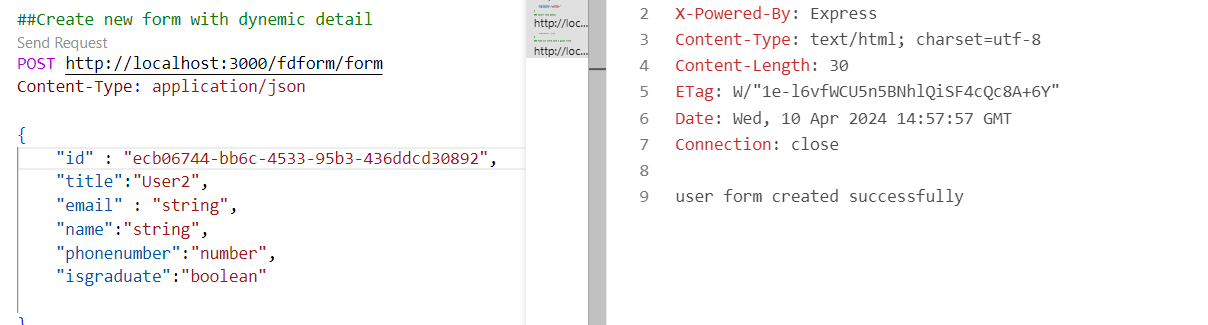 ##Create new form with dynemic detail
Send Request
POST http://localhost:3000/fdform/form
Content-Type: application/json
{
"id" : "ecb06744-bb6c-4533-95b3-436ddcd30892",
"title":"User2",
"email" : "string",
"name":"string",
"phonenumber":"number",
"isgraduate":"boolean"
}
http://loc...
http://loc...
2 X-Powered-By: Express
3 Content-Type: text/html; charset=utf-8
4 Content-Length: 30
5 ETag: W/"1e-l6vfWCU5n5BNhlQiSF4cQc8A+6Y"
6 Date: Wed, 10 Apr 2024 14:57:57 GMT
7 Connection: close
8
9 user form created successfully